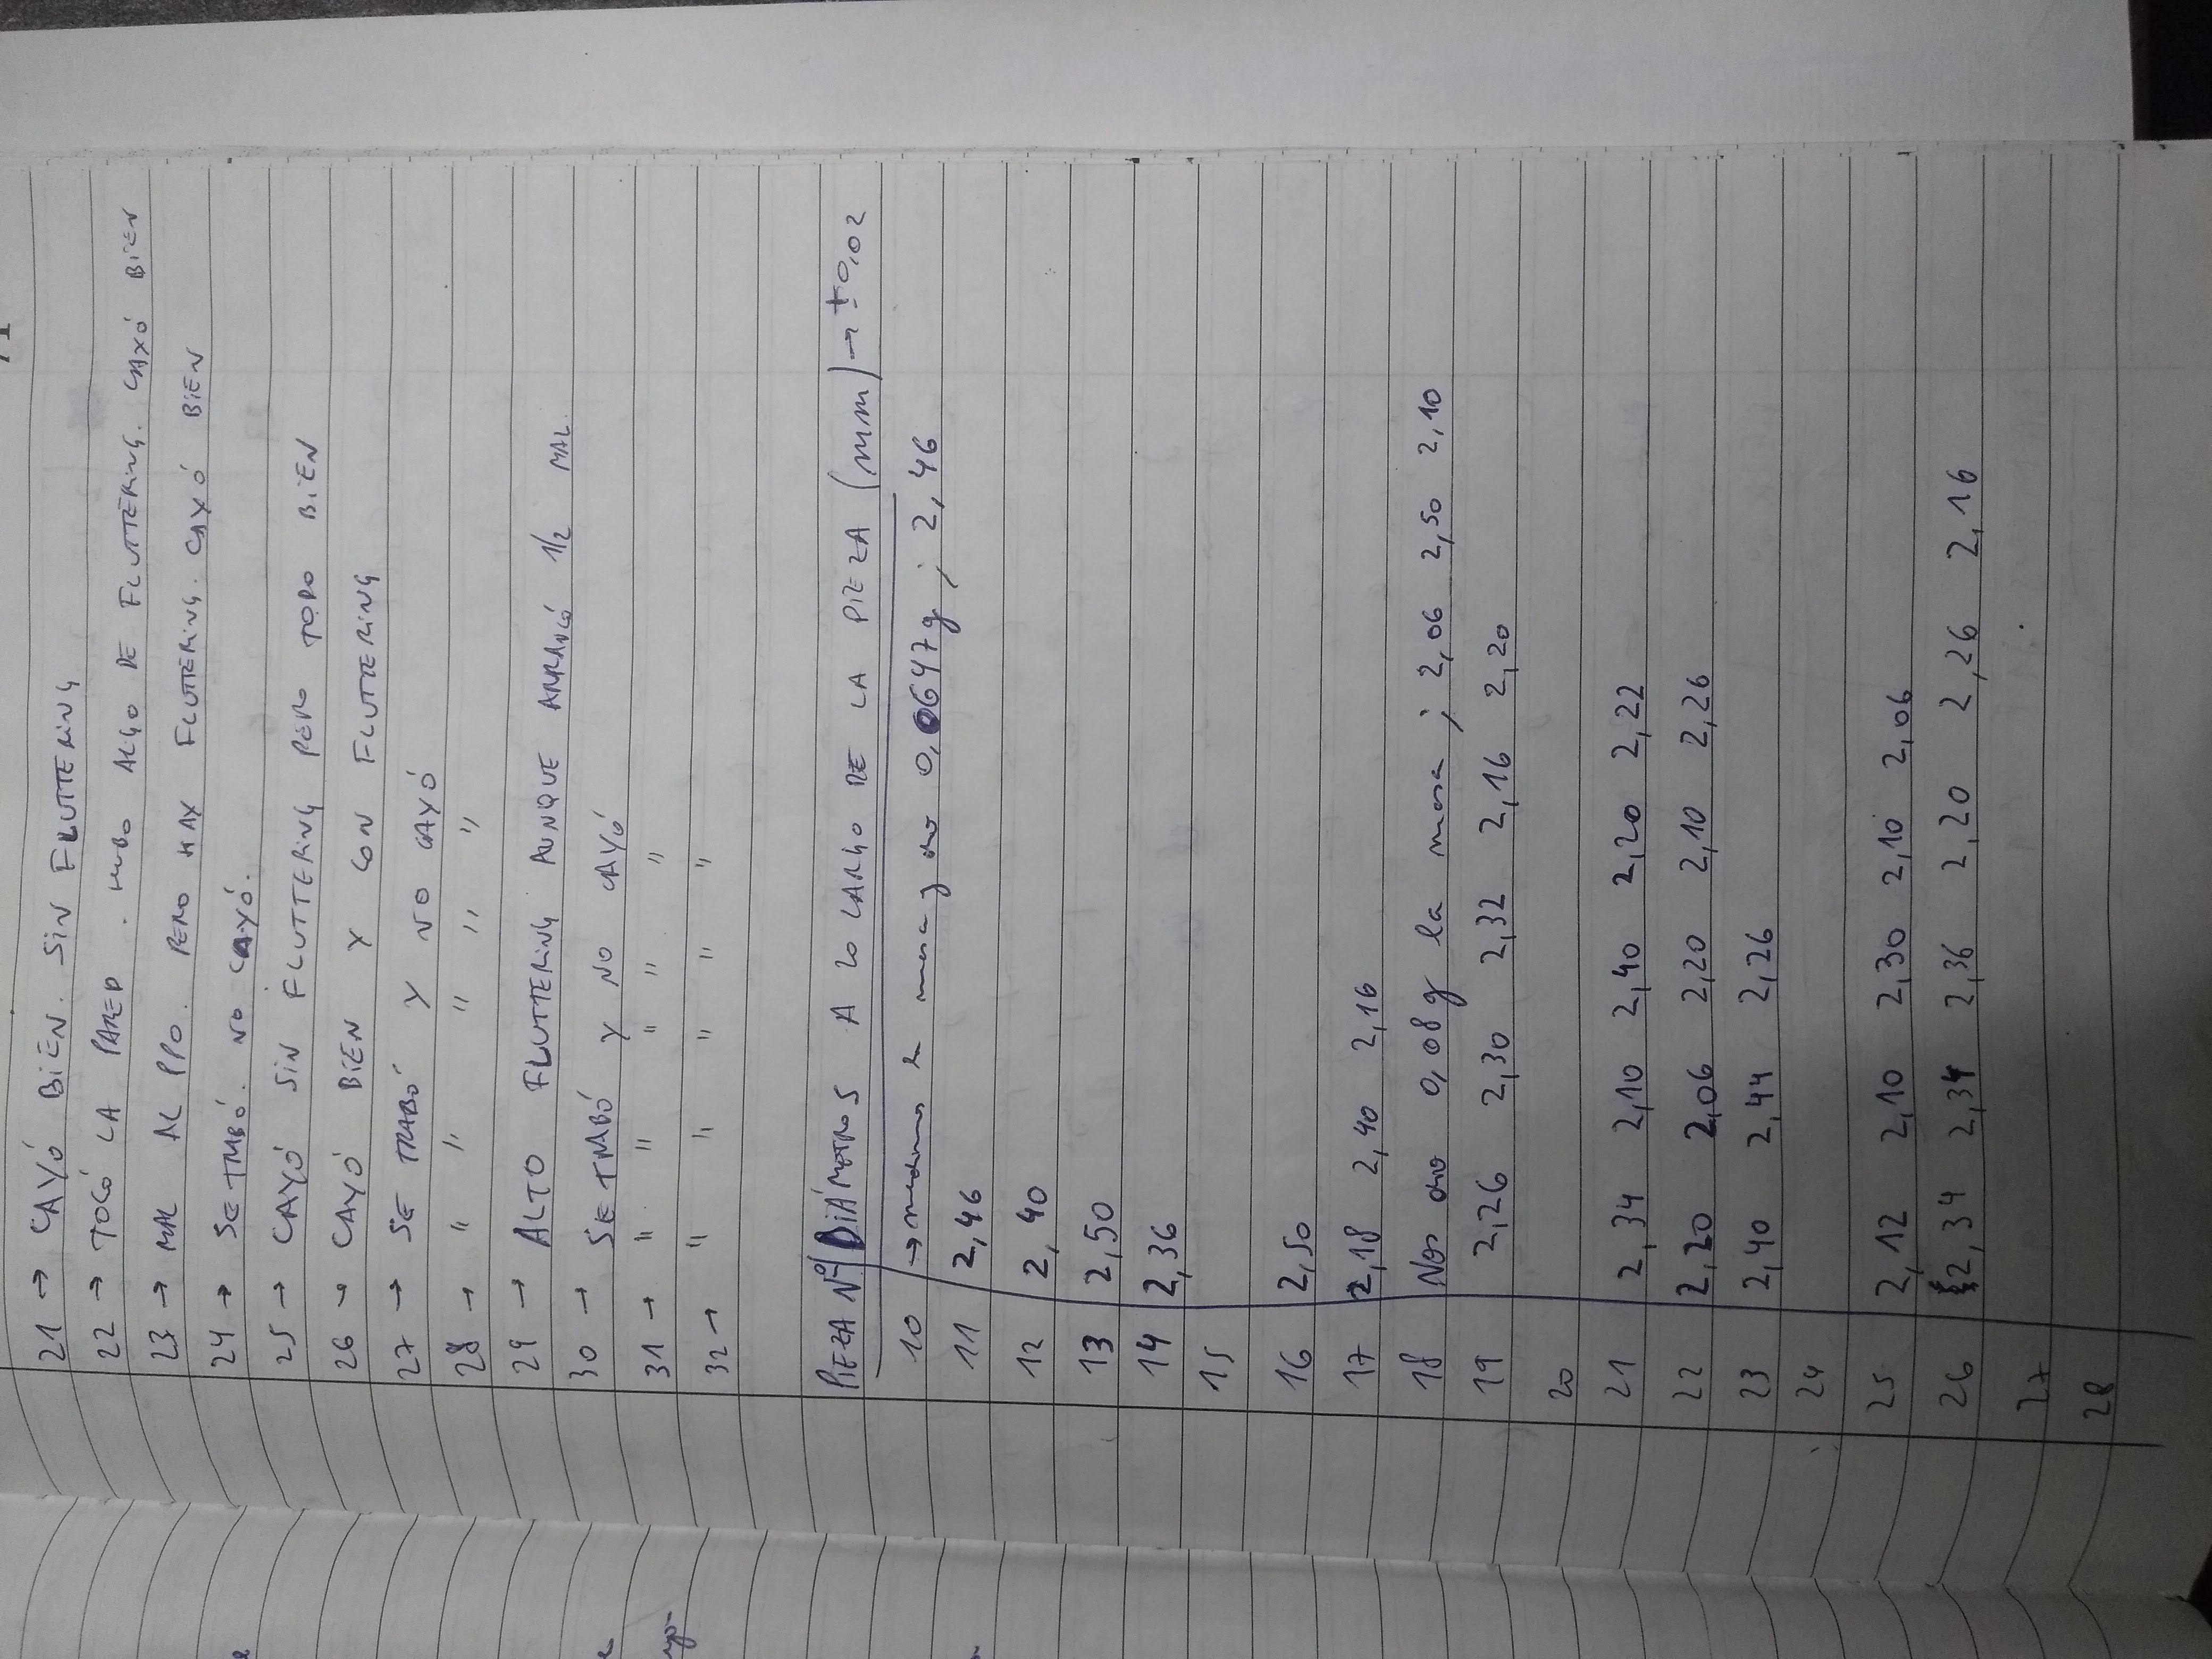 21 → CAYÓ BIEN. SIN FLUTTERING
22 → TOCÓ LA PARED. HUBO ALGO DE FLUTTERING. CAYÓ BIEN
23 → MAL AL PPO. PERO HAY FLUTTERING. CAYÓ BIEN
24 → SE TRABÓ. NO CAYÓ.
25 → CAYÓ SIN FLUTTERING PERO TODO BIEN
26 → CAYÓ BIEN Y CON FLUTTERING
27 → SE TRABÓ Y NO CAYÓ
28 → " " " " "
29 → ALTO FLUTTERING AUNQUE ARRANCÓ 1/2 MAL
30 → SE TRABÓ Y NO CAYÓ
31 → " " " " "
32 → " " " " "
PIEZA Nº DIÁMETROS A LO LARGO DE LA PIEZA (mm) → ±0,02
10 → medimos la masa y dio 0,0647g ; 2,46
11 2,46
12 2,40
13 2,50
14 2,36
15
16 2,50
17 2,18 2,40 2,16
18 Nos dio 0,08g la masa ; 2,06 2,50 2,10
19 2,26 2,30 2,32 2,16 2,20
20
21 2,34 2,10 2,40 2,20 2,22
22 2,20 2,06 2,20 2,10 2,26
23 2,40 2,44 2,26
24
25 2,12 2,10 2,30 2,10 2,06
26 2,34 2,34 2,36 2,20 2,26 2,16
27
28